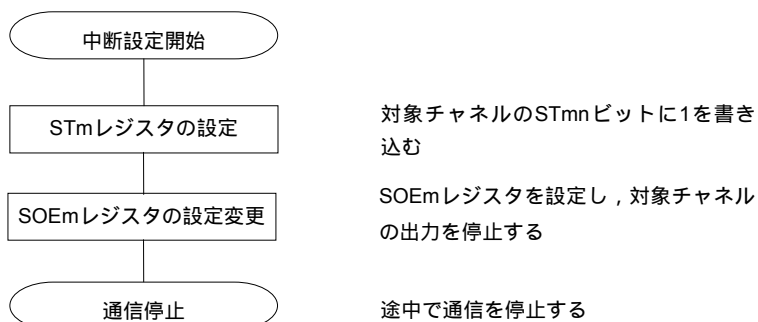 中断設定開始
STmレジスタの設定
対象チャネルのSTmnビットに1を書き
込む
SOEmレジスタの設定変更
SOEmレジスタを設定し，対象チャネル
の出力を停止する
通信停止
途中で通信を停止する